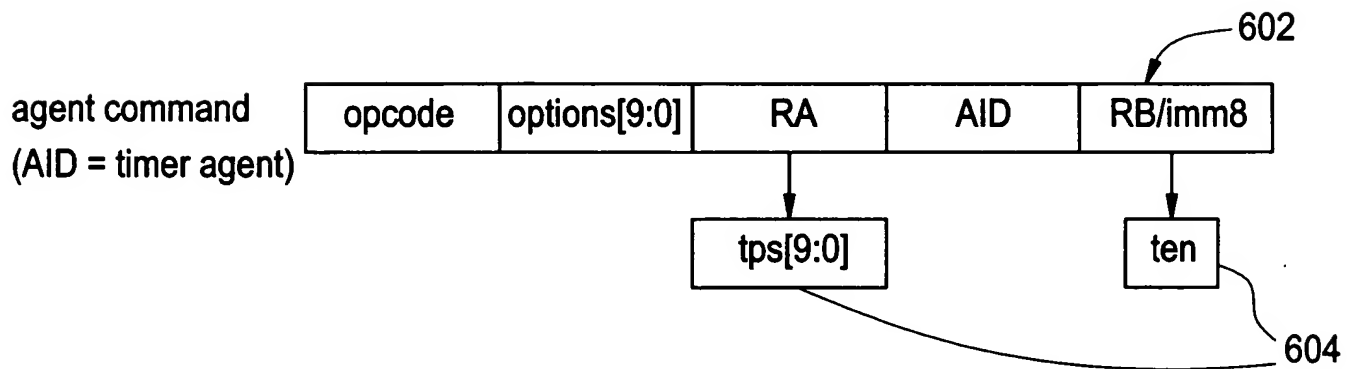 602
agent command
(AID = timer agent)
opcode options[9:0] RA AID RB/imm8
tps[9:0] ten
604